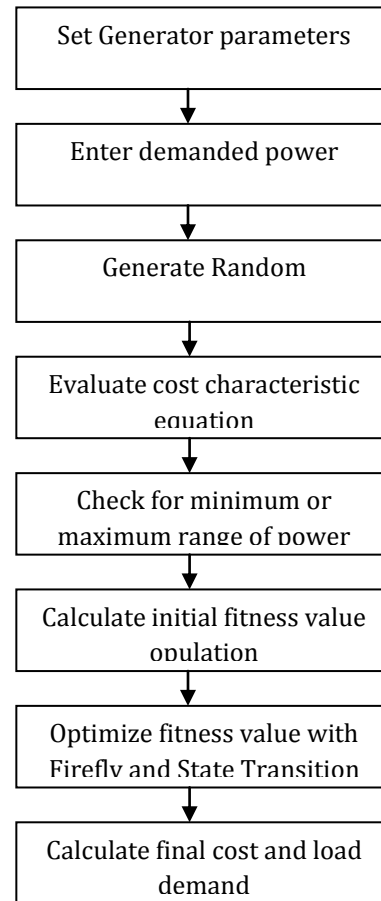 Set Generator parameters
Enter demanded power
Generate Random
Evaluate cost characteristic
equation
Check for minimum or
maximum range of power
Calculate initial fitness value
opulation
Optimize fitness value with
Firefly and State Transition
Calculate final cost and load
demand